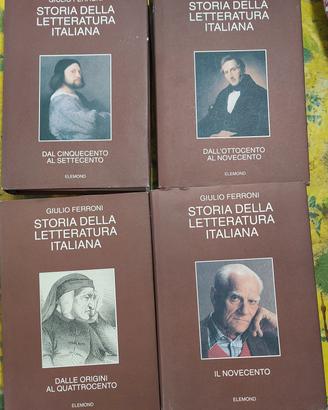 GIULIO FERRONI
STORIA DELLA
LETTERATURA
ITALIANA
DAL CINQUECENTO
AL SETTECENTO
ELEMOND
STORIA DELLA
LETTERATURA
ITALIANA
DALL'OTTOCENTO
AL NOVECENTO
ELEMOND
GIULIO FERRONI
STORIA DELLA
LETTERATURA
ITALIANA
DALLE ORIGINI
AL QUATTROCENTO
ELEMOND
GIULIO FERRONI
STORIA DELLA
LETTERATURA
ITALIANA
IL NOVECENTO
ELEMOND